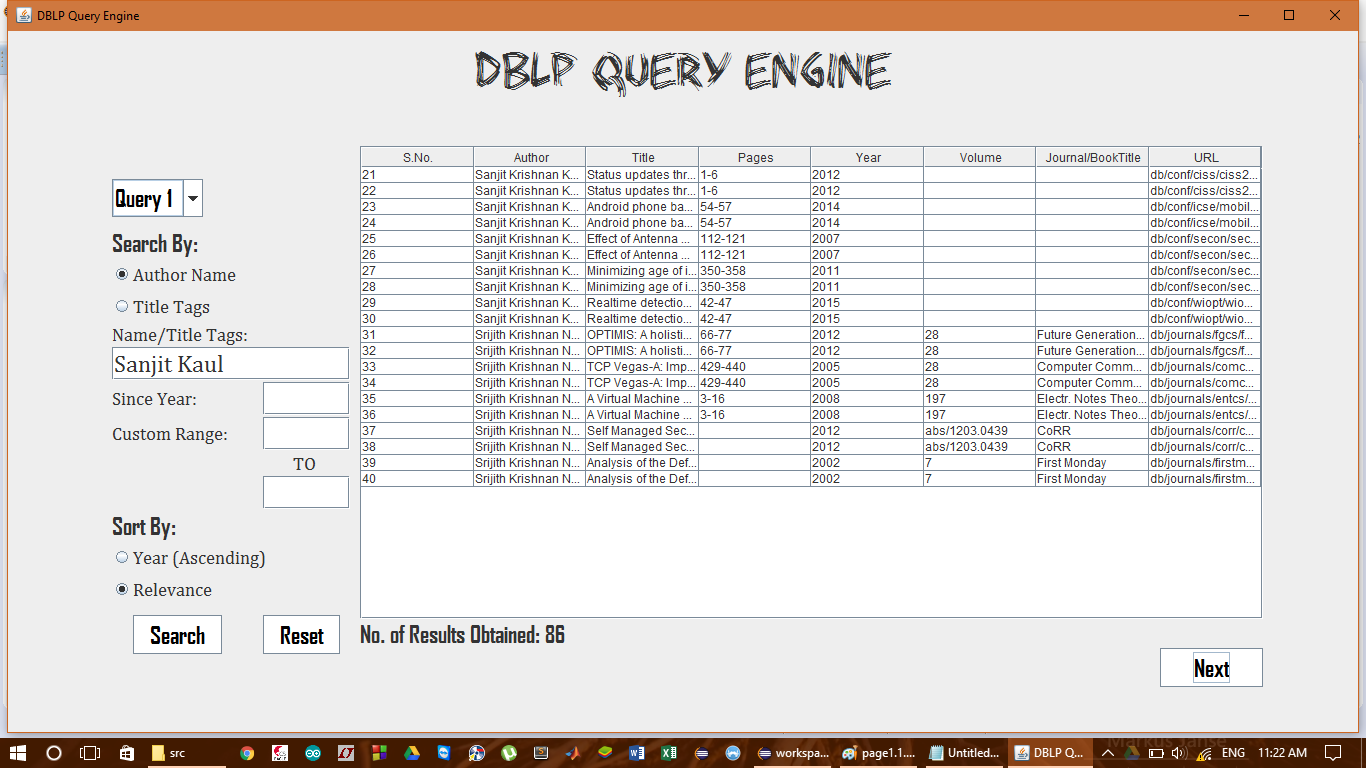 DBLP Query Engine
DBLP QUERY ENGINE
Query 1
Search By:
Author Name
Title Tags
Name/Title Tags:
Sanjit Kaul
Since Year:
Custom Range:
TO
Sort By:
Year (Ascending)
Relevance
Search Reset
S.No. Author Title Pages Year Volume Journal/BookTitle URL
21 Sanjit Krishnan K... Status updates thr... 1-6 2012 db/conf/ciss/ciss2...
22 Sanjit Krishnan K... Status updates thr... 1-6 2012 db/conf/ciss/ciss2...
23 Sanjit Krishnan K... Android phone ba... 54-57 2014 db/conf/icse/mobil...
24 Sanjit Krishnan K... Android phone ba... 54-57 2014 db/conf/icse/mobil...
25 Sanjit Krishnan K... Effect of Antenna ... 112-121 2007 db/conf/secon/sec...
26 Sanjit Krishnan K... Effect of Antenna ... 112-121 2007 db/conf/secon/sec...
27 Sanjit Krishnan K... Minimizing age of i... 350-358 2011 db/conf/secon/sec...
28 Sanjit Krishnan K... Minimizing age of i... 350-358 2011 db/conf/secon/sec...
29 Sanjit Krishnan K... Realtime detectio... 42-47 2015 db/conf/wiopt/wio...
30 Sanjit Krishnan K... Realtime detectio... 42-47 2015 db/conf/wiopt/wio...
31 Srijith Krishnan N... OPTIMIS: A holisti... 66-77 2012 28 Future Generation... db/journals/fgcs/f...
32 Srijith Krishnan N... OPTIMIS: A holisti... 66-77 2012 28 Future Generation... db/journals/fgcs/f...
33 Srijith Krishnan N... TCP Vegas-A: Imp... 429-440 2005 28 Computer Comm... db/journals/comc...
34 Srijith Krishnan N... TCP Vegas-A: Imp... 429-440 2005 28 Computer Comm... db/journals/comc...
35 Srijith Krishnan N... A Virtual Machine ... 3-16 2008 197 Electr. Notes Theo... db/journals/entcs/...
36 Srijith Krishnan N... A Virtual Machine ... 3-16 2008 197 Electr. Notes Theo... db/journals/entcs/...
37 Srijith Krishnan N... Self Managed Sec... 2012 abs/1203.0439 CoRR db/journals/corr/c...
38 Srijith Krishnan N... Self Managed Sec... 2012 abs/1203.0439 CoRR db/journals/corr/c...
39 Srijith Krishnan N... Analysis of the Def... 2002 7 First Monday db/journals/firstm...
40 Srijith Krishnan N... Analysis of the Def... 2002 7 First Monday db/journals/firstm...
No. of Results Obtained: 86
Next
src workspa... page1.1.... Untitled... DBLP Q... ENG 11:22 AM